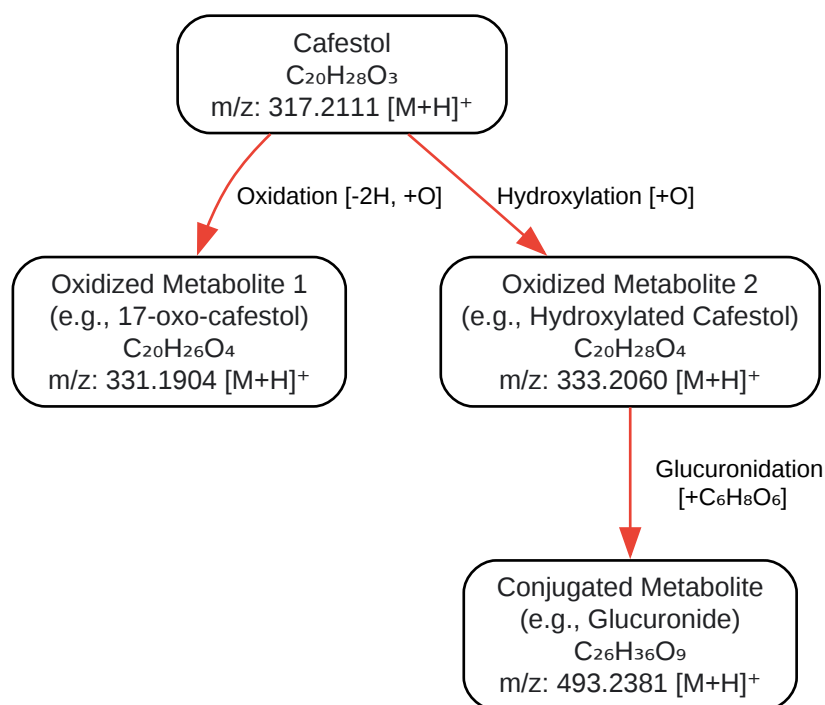 Cafestol
C₂₀H₂₈O₃
m/z: 317.2111 [M+H]⁺
Oxidation [-2H, +O]
Hydroxylation [+O]
Oxidized Metabolite 1
(e.g., 17-oxo-cafestol)
C₂₀H₂₆O₄
m/z: 331.1904 [M+H]⁺
Oxidized Metabolite 2
(e.g., Hydroxylated Cafestol)
C₂₀H₂₈O₄
m/z: 333.2060 [M+H]⁺
Glucuronidation
[+C₆H₈O₆]
Conjugated Metabolite
(e.g., Glucuronide)
C₂₆H₃₆O₉
m/z: 493.2381 [M+H]⁺